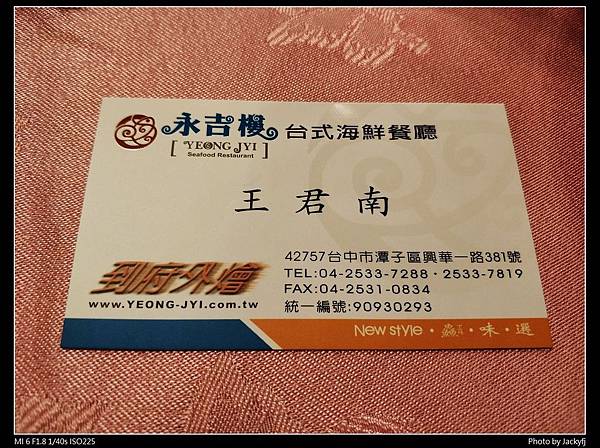 永吉樓 台式海鮮餐廳
[ YEONG JYI ]
Seafood Restaurant
王君南
到府外燴
www.YEONG-JYI.com.tw
42757台中市潭子區興華一路381號
TEL:04-2533-7288·2533-7819
FAX:04-2531-0834
統一編號:90930293
New style·鱻·味·選
MI 6 F1.8 1/40s ISO225
Photo by Jackyfj